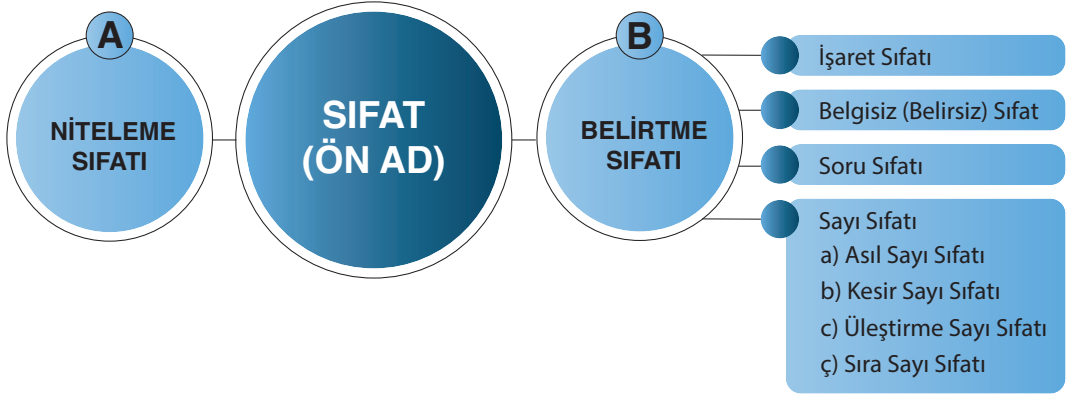 A
NİTELEME
SIFATI
SIFAT
(ÖN AD)
B
BELİRTME
SIFATI
İşaret Sıfatı
Belgisiz (Belirsiz) Sıfat
Soru Sıfatı
Sayı Sıfatı
a) Asıl Sayı Sıfatı
b) Kesir Sayı Sıfatı
c) Üleştirme Sayı Sıfatı
ç) Sıra Sayı Sıfatı